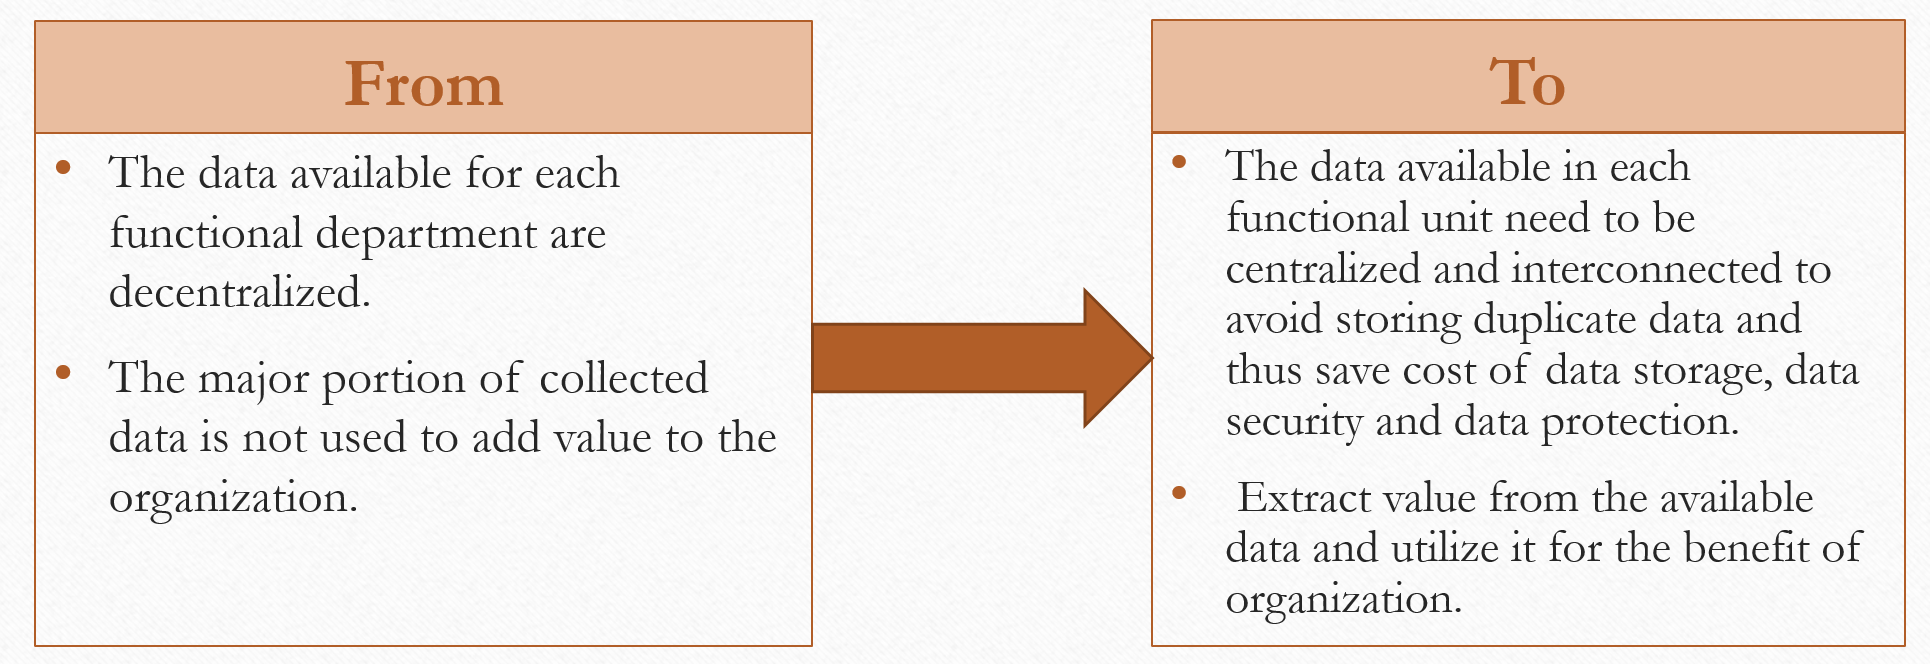 From
• The data available for each
functional department are
decentralized.
• The major portion of collected
data is not used to add value to the
organization.
To
• The data available in each
functional unit need to be
centralized and interconnected to
avoid storing duplicate data and
thus save cost of data storage, data
security and data protection.
• Extract value from the available
data and utilize it for the benefit of
organization.